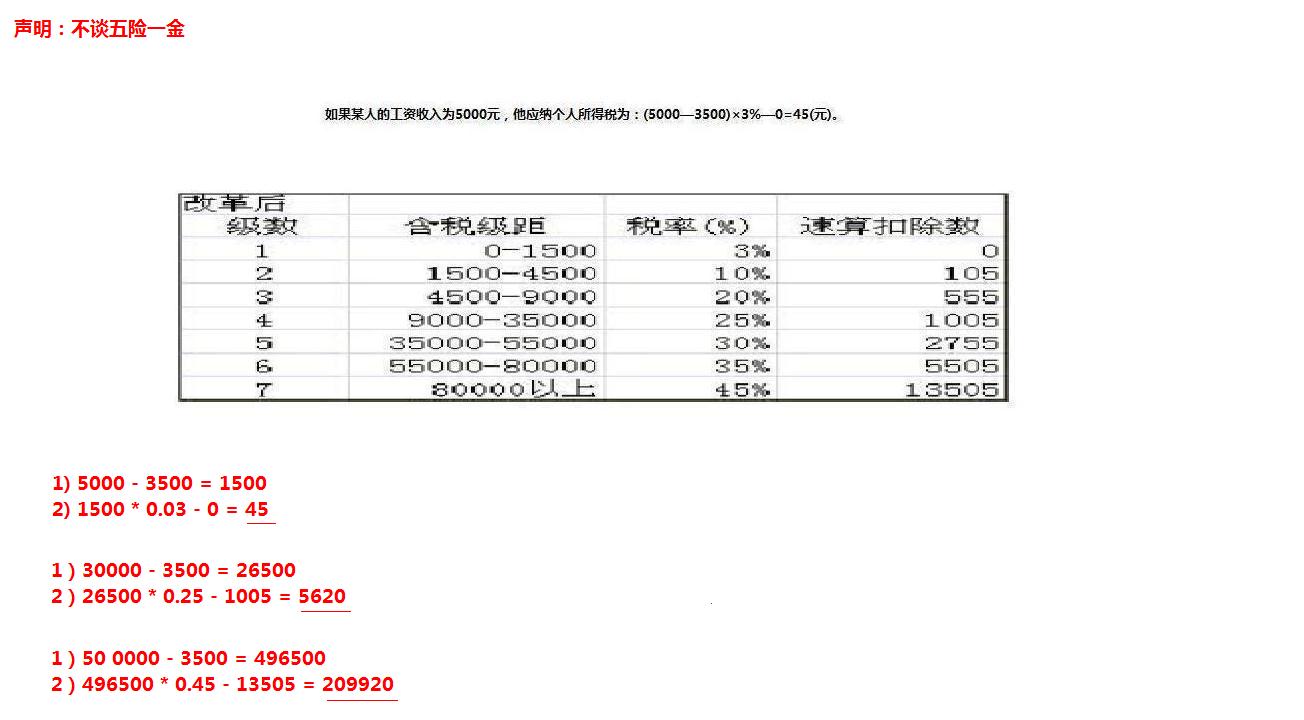 声明：不谈五险一金
如果某人的工资收入为5000元，他应纳个人所得税为：(5000—3500)×3%—0=45(元)。
改革后
级数 含税级距 税率(%) 速算扣除数
1 0-1500 3% 0
2 1500-4500 10% 105
3 4500-9000 20% 555
4 9000-35000 25% 1005
5 35000-55000 30% 2755
6 55000-80000 35% 5505
7 80000以上 45% 13505
1) 5000 - 3500 = 1500
2) 1500 * 0.03 - 0 = 45
1 ) 30000 - 3500 = 26500
2 ) 26500 * 0.25 - 1005 = 5620
1 ) 50 0000 - 3500 = 496500
2 ) 496500 * 0.45 - 13505 = 209920